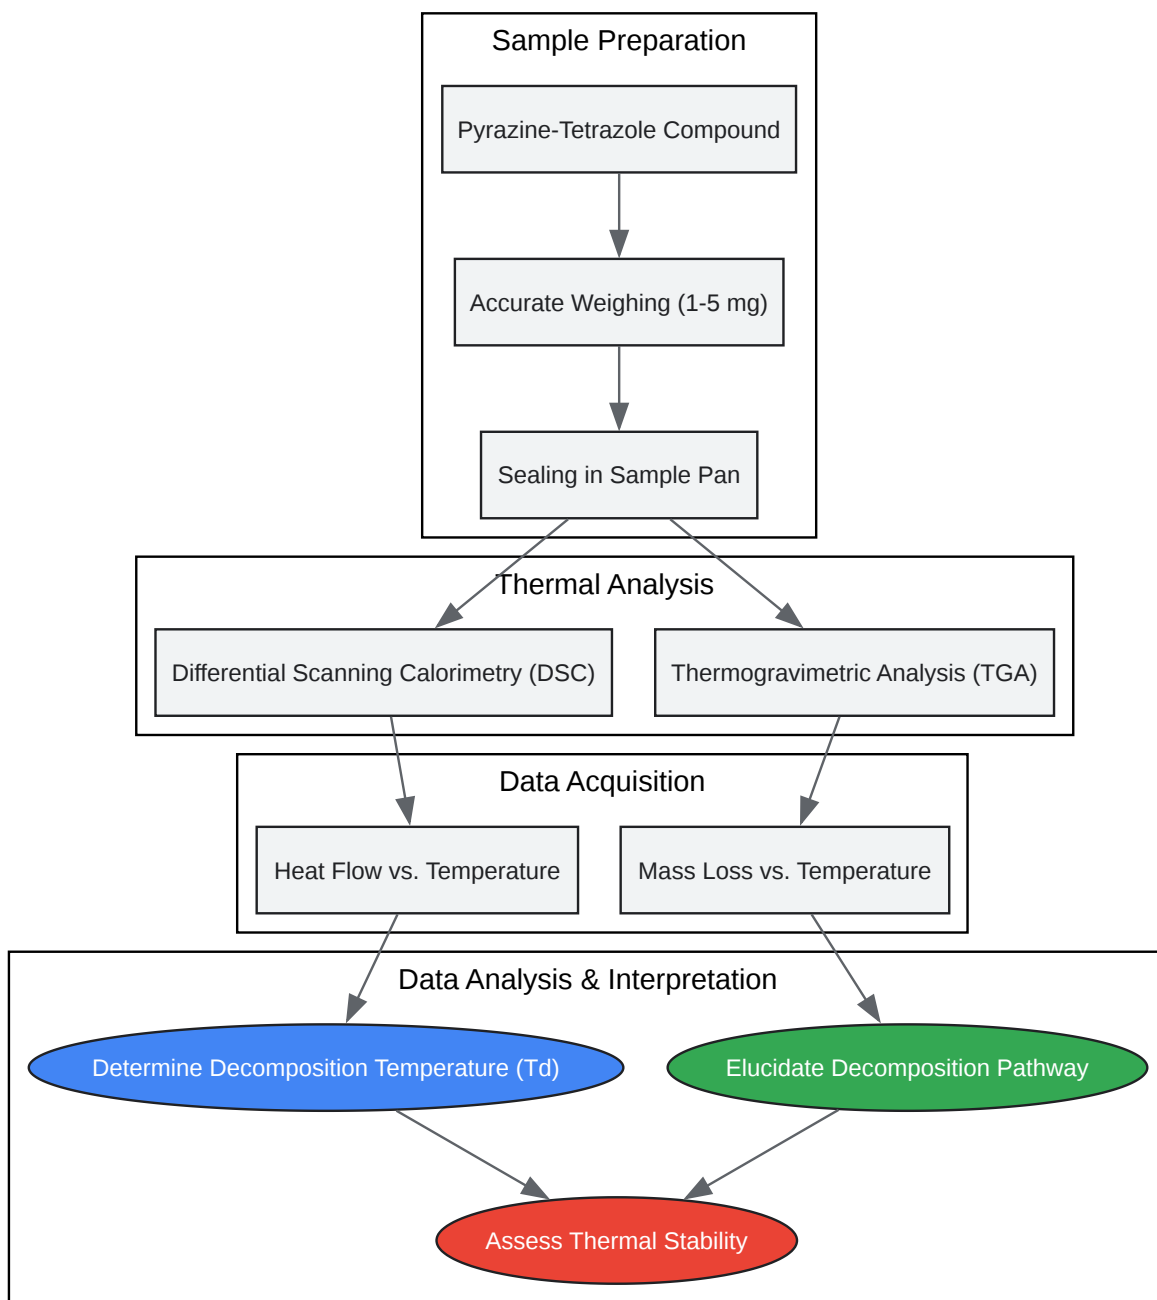 Sample Preparation
Pyrazine-Tetrazole Compound
Accurate Weighing (1-5 mg)
Sealing in Sample Pan
Thermal Analysis
Differential Scanning Calorimetry (DSC)
Thermogravimetric Analysis (TGA)
Data Acquisition
Heat Flow vs. Temperature
Mass Loss vs. Temperature
Data Analysis & Interpretation
Determine Decomposition Temperature (Td)
Elucidate Decomposition Pathway
Assess Thermal Stability